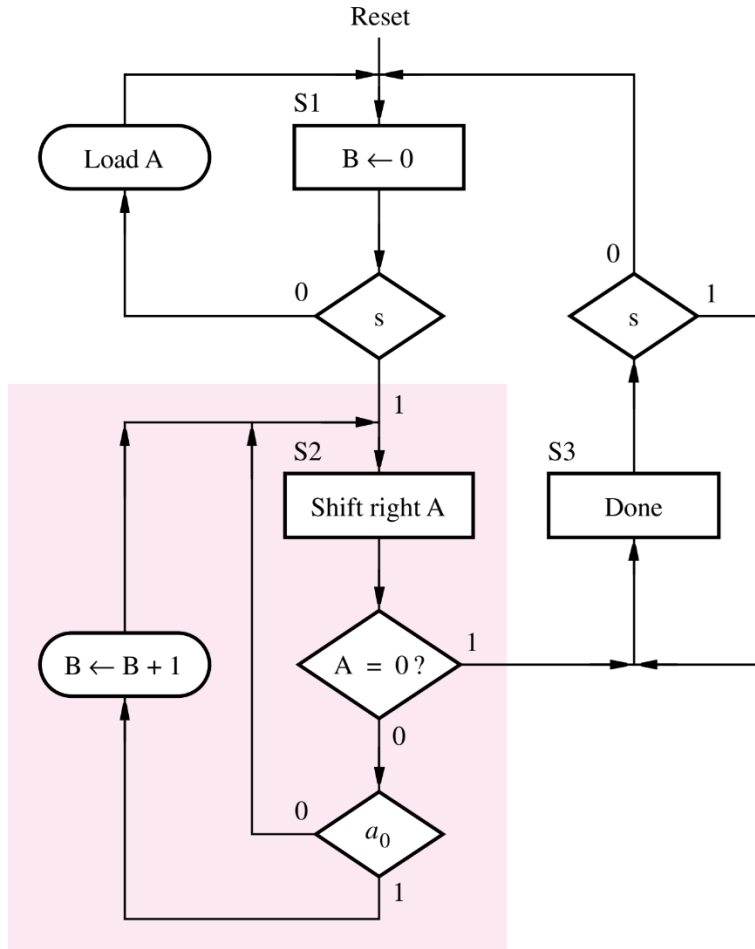 Reset
S1
Load A
B ← 0
0
1
0
s
s
1
S2
S3
Shift right A
Done
B ← B + 1
A = 0 ?
1
0
0
a0
1